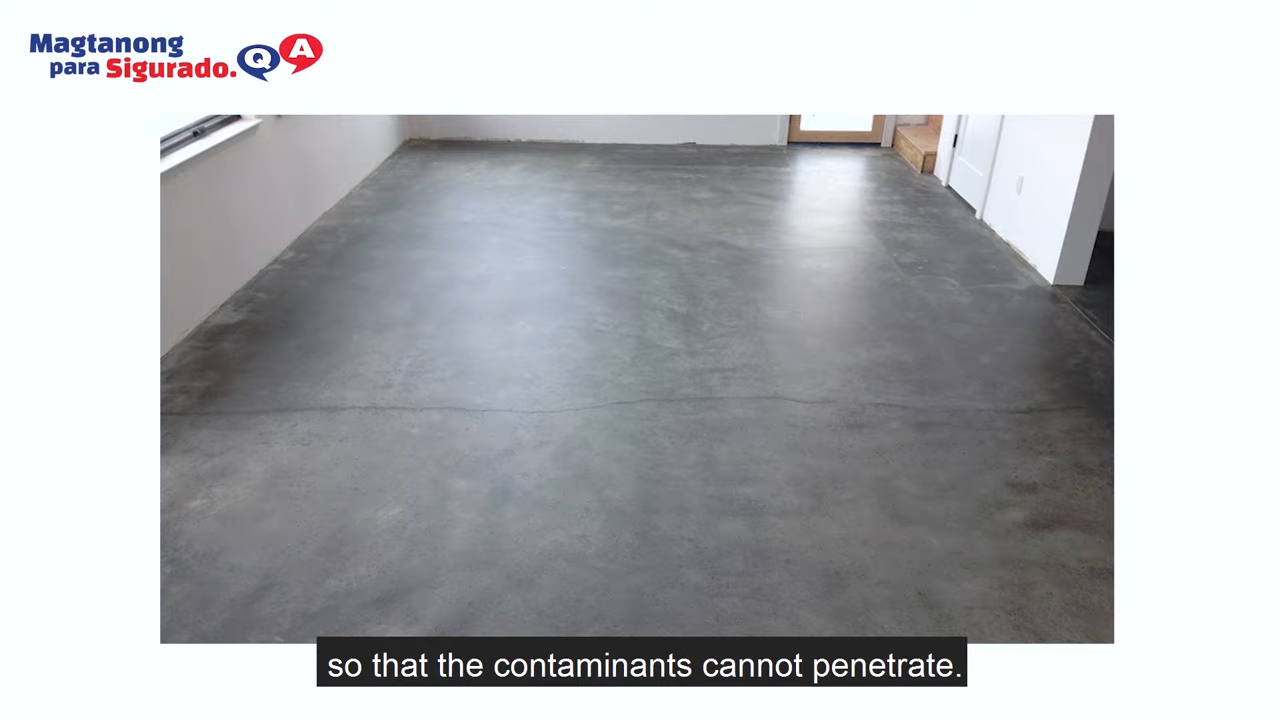 Magtanong
para Sigurado.
Q A
so that the contaminants cannot penetrate.